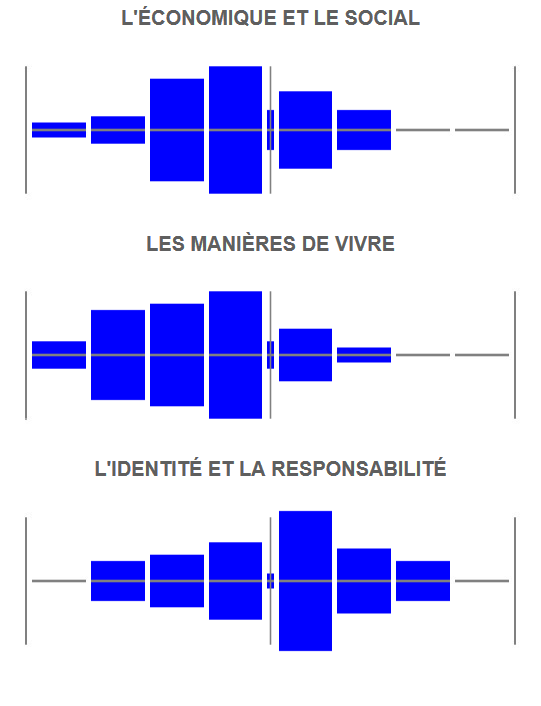 L'ÉCONOMIQUE ET LE SOCIAL
LES MANIÈRES DE VIVRE
L'IDENTITÉ ET LA RESPONSABILITÉ